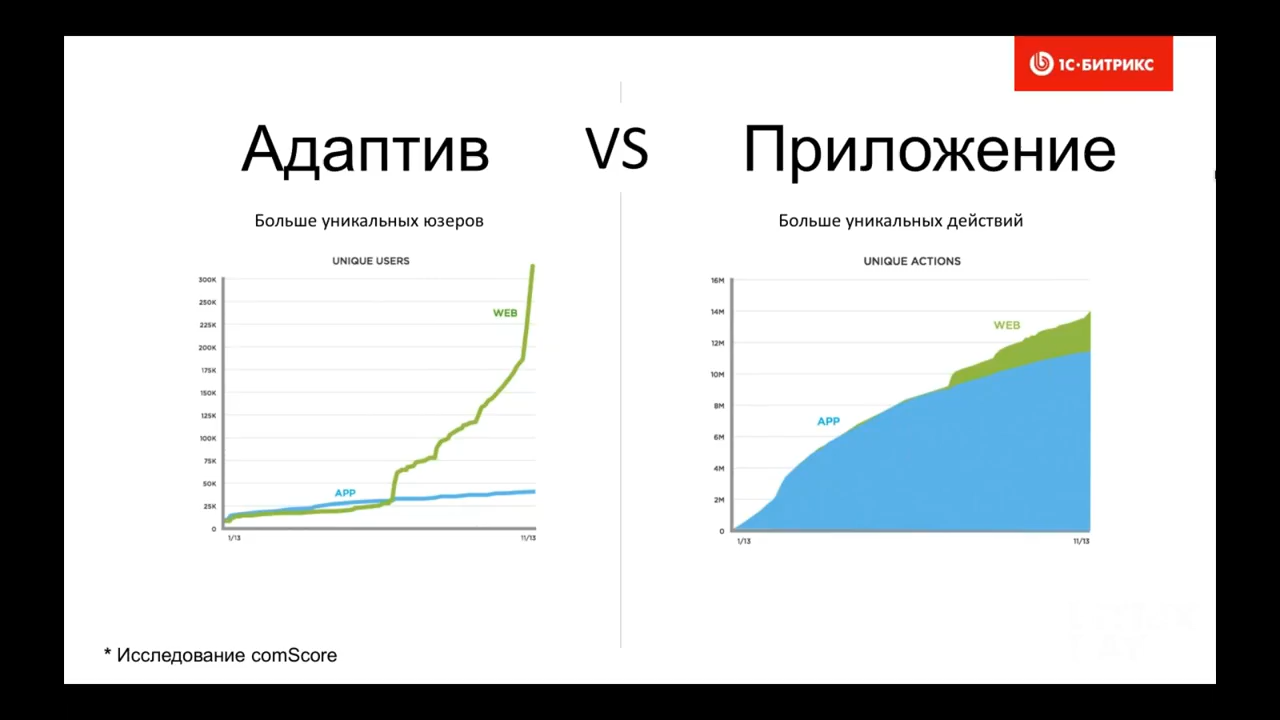 1С·БИТРИКС
Адаптив
VS
Приложение
Больше уникальных юзеров
Больше уникальных действий
UNIQUE USERS
300K
250K
225K
200K
175K
150K
125K
100K
75K
50K
25K
0
WEB
APP
1/13
11/13
UNIQUE ACTIONS
16M
14M
12M
10M
8M
6M
4M
2M
0
WEB
APP
1/13
11/13
* Исследование comScore